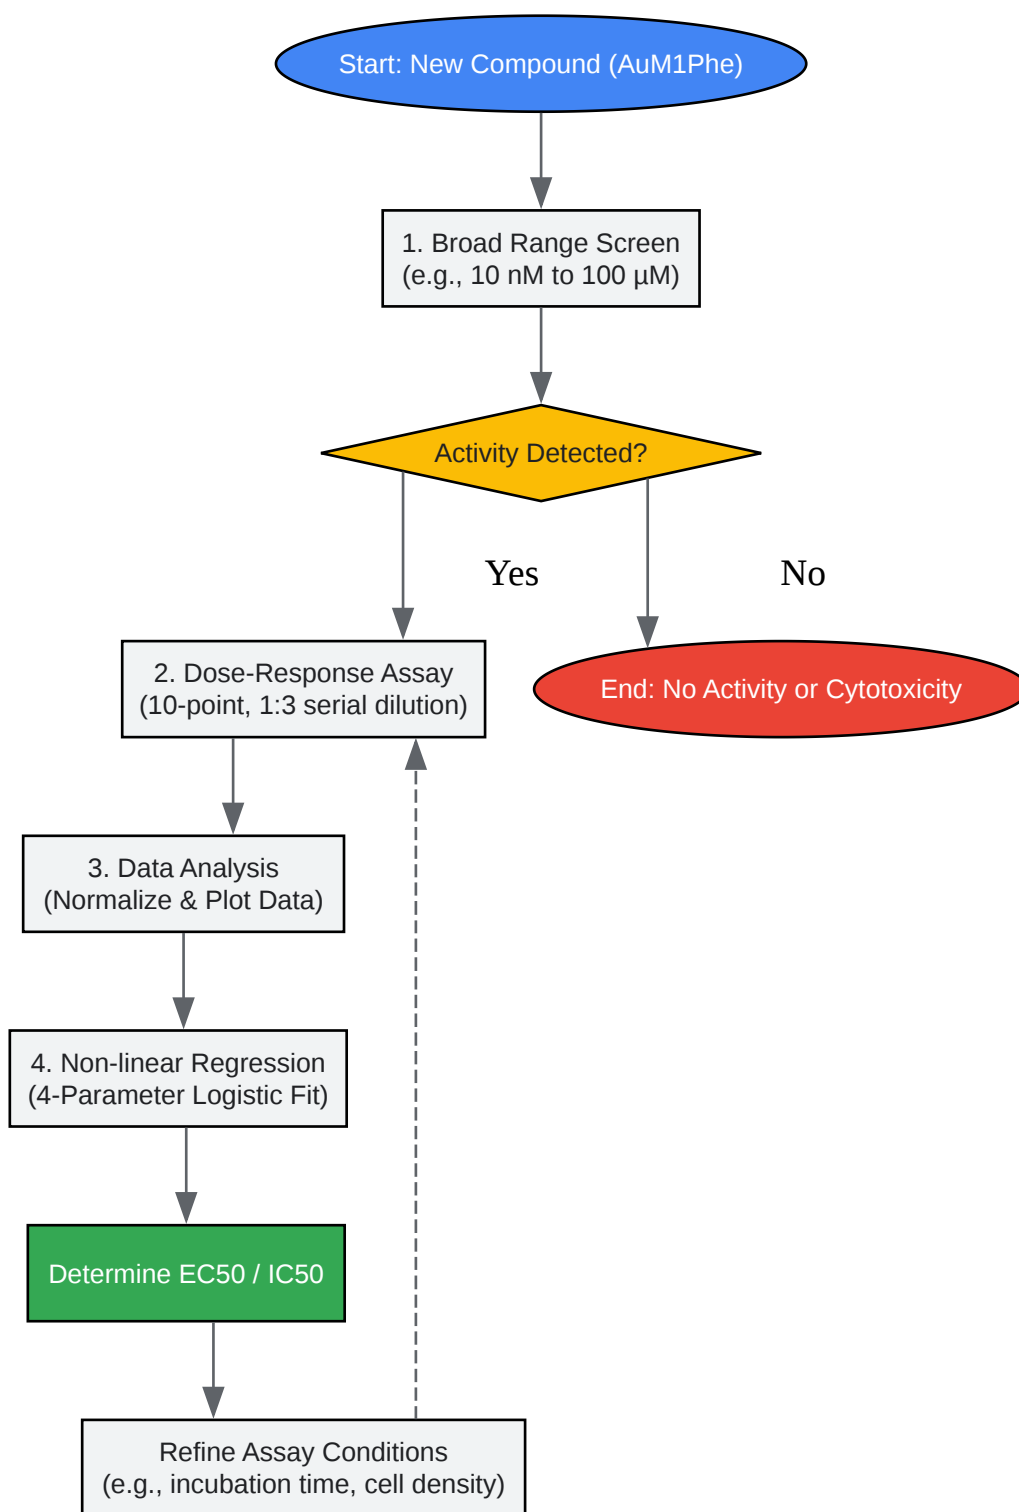 Start: New Compound (AuM1Phe)
1. Broad Range Screen
(e.g., 10 nM to 100 µM)
Activity Detected?
Yes
No
2. Dose-Response Assay
(10-point, 1:3 serial dilution)
End: No Activity or Cytotoxicity
3. Data Analysis
(Normalize & Plot Data)
4. Non-linear Regression
(4-Parameter Logistic Fit)
Determine EC50 / IC50
Refine Assay Conditions
(e.g., incubation time, cell density)